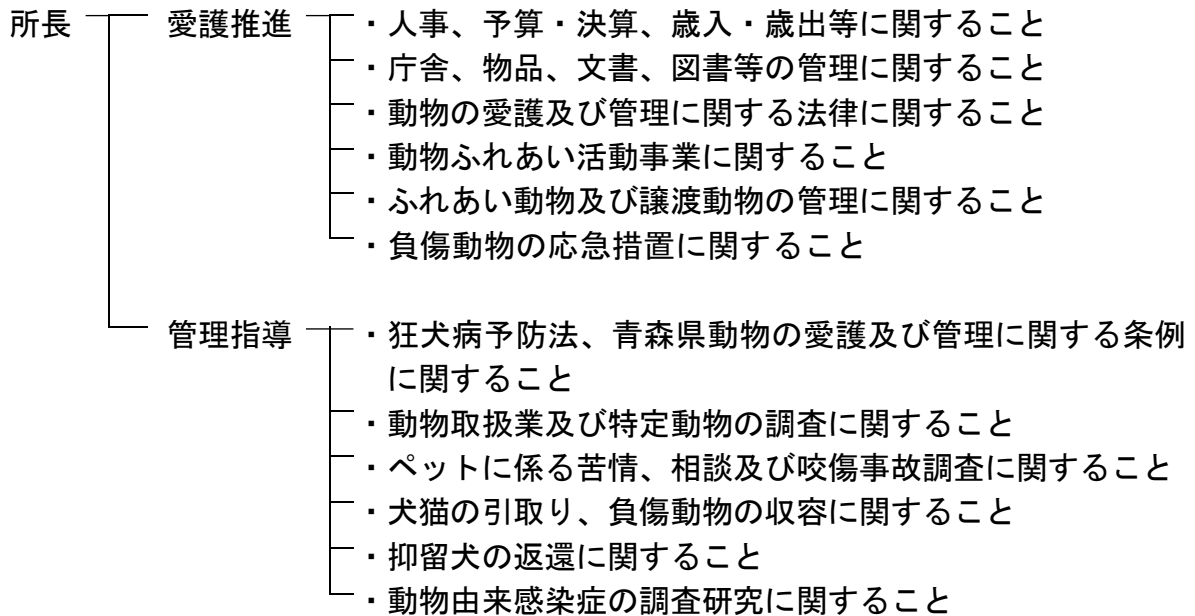 所長 愛護推進 ・人事、予算・決算、歳入・歳出等に関すること
・庁舎、物品、文書、図書等の管理に関すること
・動物の愛護及び管理に関する法律に関すること
・動物ふれあい活動事業に関すること
・ふれあい動物及び譲渡動物の管理に関すること
・負傷動物の応急措置に関すること
管理指導 ・狂犬病予防法、青森県動物の愛護及び管理に関する条例
に関すること
・動物取扱業及び特定動物の調査に関すること
・ペットに係る苦情、相談及び咬傷事故調査に関すること
・犬猫の引取り、負傷動物の収容に関すること
・抑留犬の返還に関すること
・動物由来感染症の調査研究に関すること